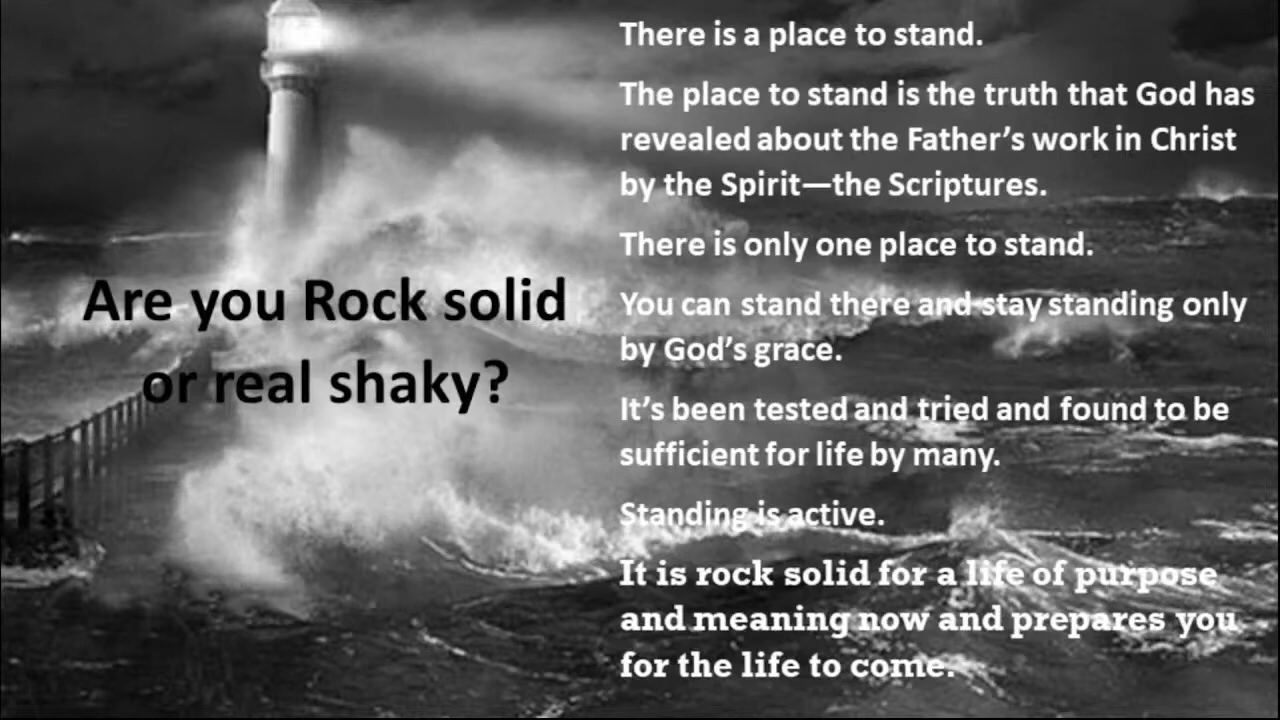 Are you Rock solid
or real shaky?
There is a place to stand.
The place to stand is the truth that God has
revealed about the Father’s work in Christ
by the Spirit—the Scriptures.
There is only one place to stand.
You can stand there and stay standing only
by God’s grace.
It’s been tested and tried and found to be
sufficient for life by many.
Standing is active.
It is rock solid for a life of purpose
and meaning now and prepares you
for the life to come.